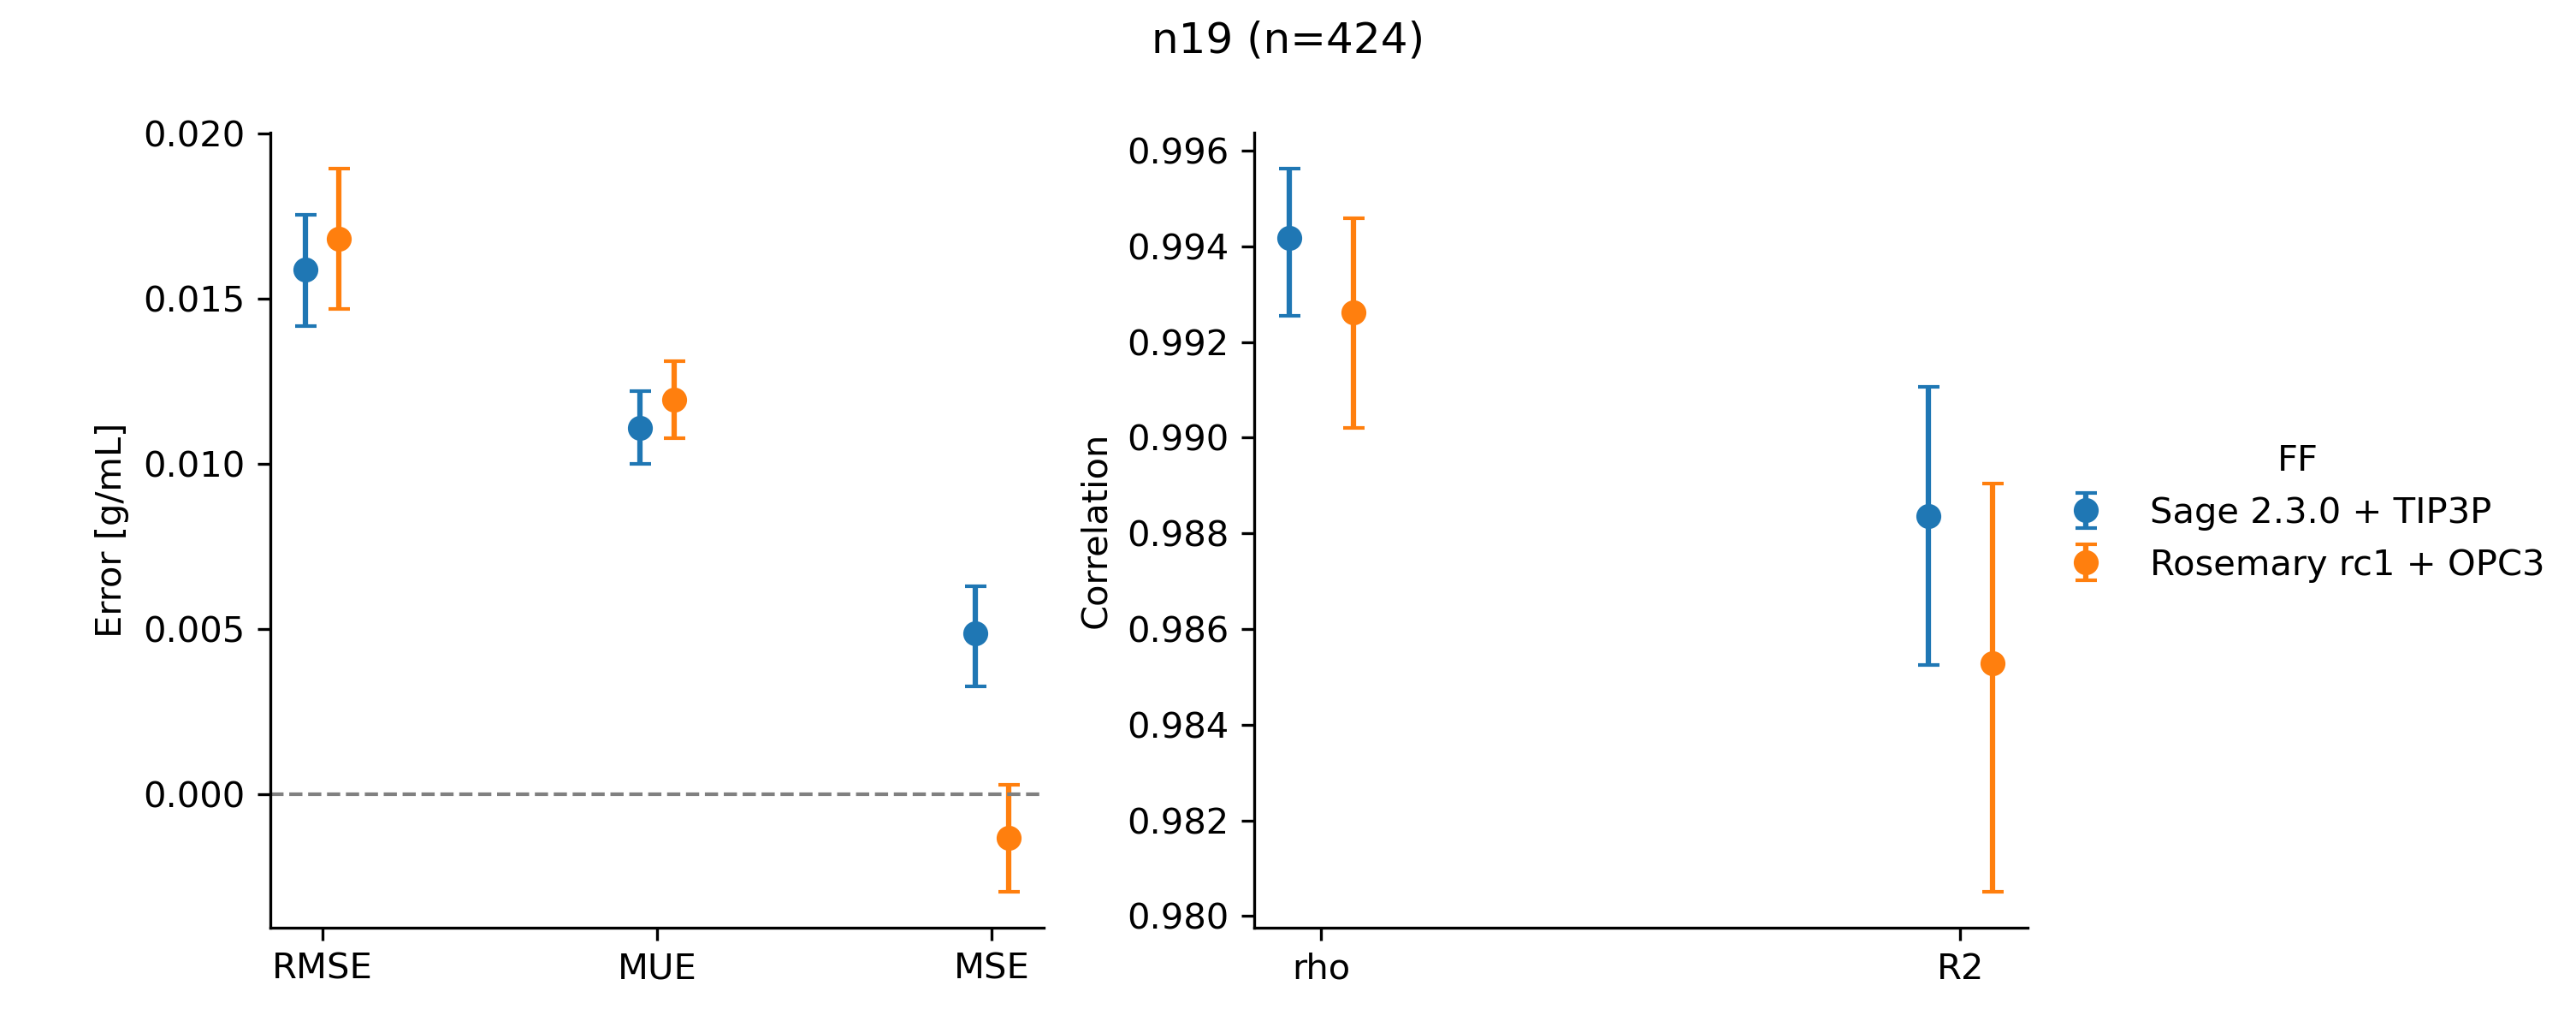 n19 (n=424)
Error [g/mL]
0.020
0.015
0.010
0.005
0.000
RMSE
MUE
MSE
Correlation
0.996
0.994
0.992
0.990
0.988
0.986
0.984
0.982
0.980
rho
R2
FF
Sage 2.3.0 + TIP3P
Rosemary rc1 + OPC3